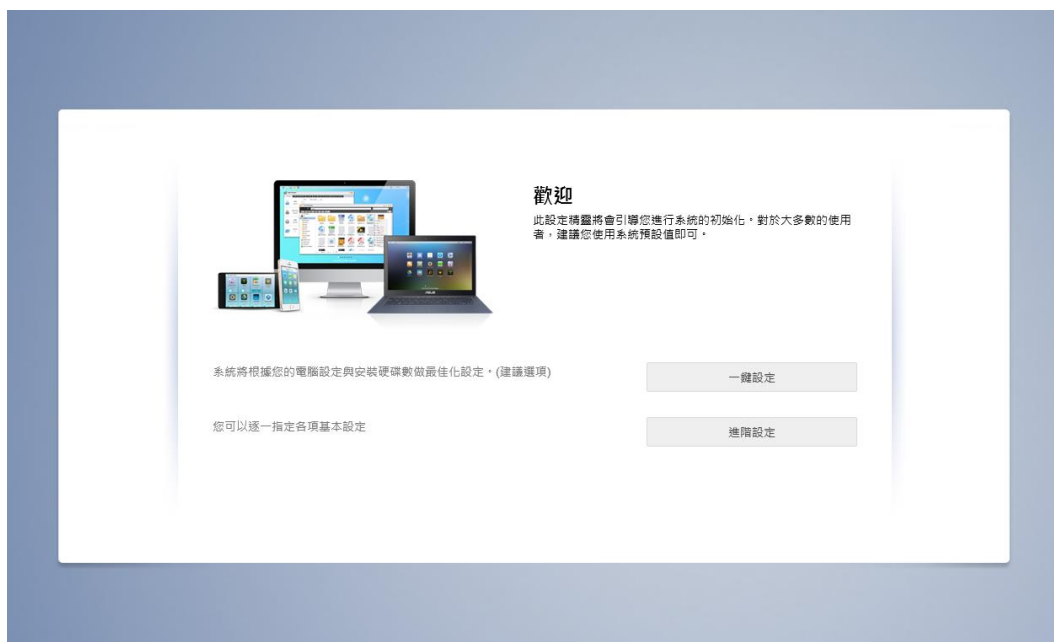 歡迎
此設定精靈將會引導您進行系統的初始化。對於大多數的使用
者，建議您使用系統預設值即可。
系統將根據您的電腦設定與安裝硬碟數做最佳化設定。(建議選項)
一鍵設定
您可以逐一指定各項基本設定
進階設定